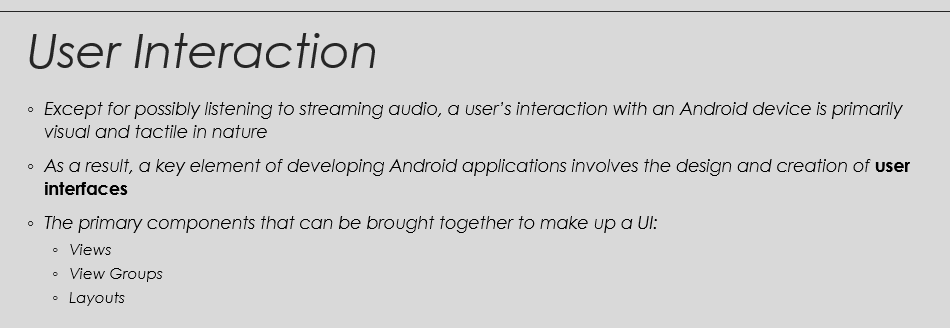 User Interaction
◦ Except for possibly listening to streaming audio, a user’s interaction with an Android device is primarily
visual and tactile in nature
◦ As a result, a key element of developing Android applications involves the design and creation of user
interfaces
◦ The primary components that can be brought together to make up a UI:
◦ Views
◦ View Groups
◦ Layouts